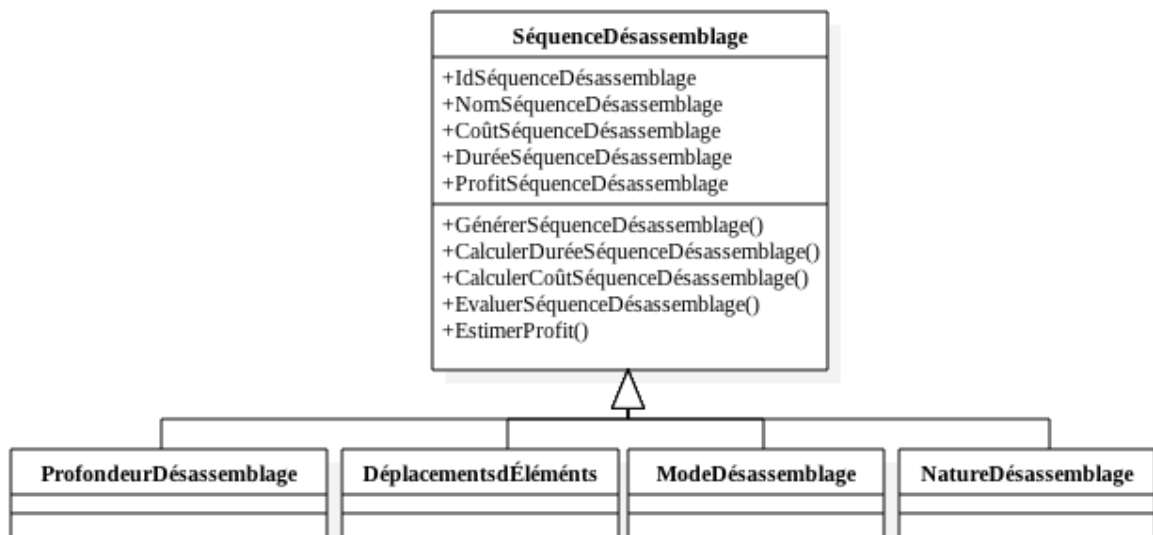 SéquenceDésassemblage
+IdSéquenceDésassemblage
+NomSéquenceDésassemblage
+CoûtSéquenceDésassemblage
+DuréeSéquenceDésassemblage
+ProfitSéquenceDésassemblage
+GénérerSéquenceDésassemblage()
+CalculerDuréeSéquenceDésassemblage()
+CalculerCoûtSéquenceDésassemblage()
+EvaluerSéquenceDésassemblage()
+EstimerProfit()
ProfondeurDésassemblage
DéplacementsdÉléménts
ModeDésassemblage
NatureDésassemblage